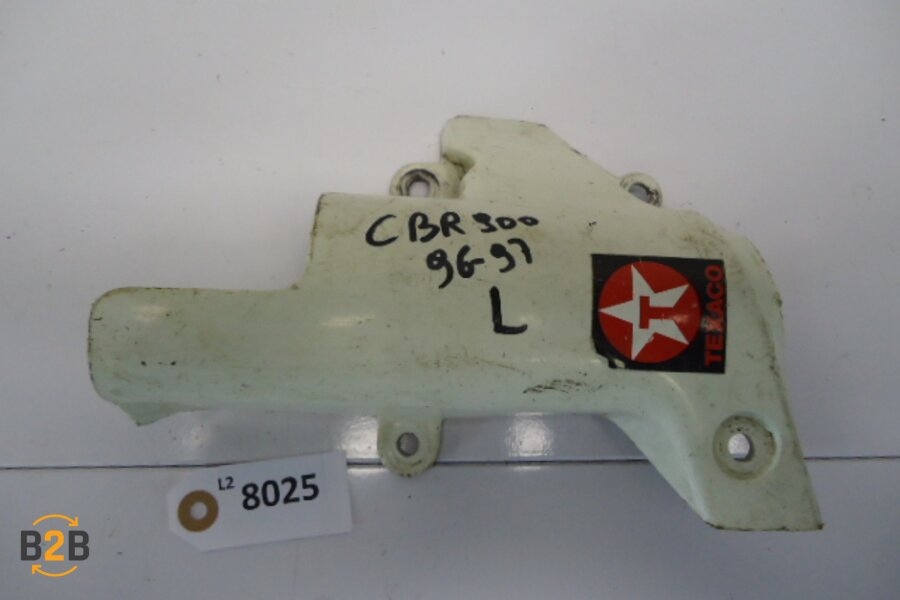 CBR 900
96-97
L
T
TEXACO
L2 8025
B2B